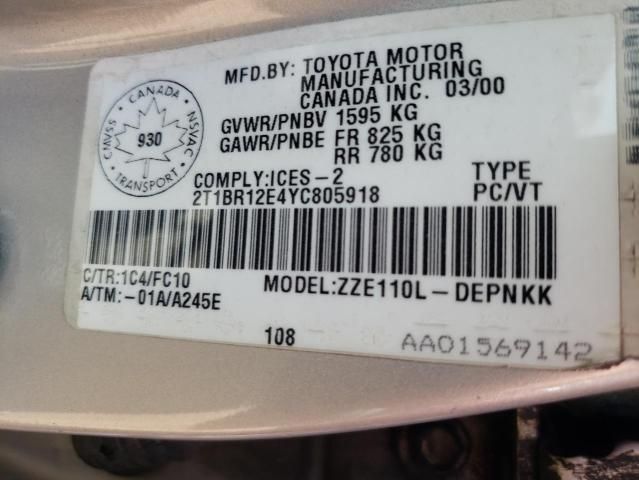 MFD.BY: TOYOTA MOTOR
MANUFACTURING
CANADA INC. 03/00
CANADA
CMVSS
930
NSVAC
TRANSPORT
GVWR/PNBV 1595 KG
GAWR/PNBE FR 825 KG
RR 780 KG
COMPLY:ICES-2 TYPE
2T1BR12E4YC805918 PC/VT
C/TR:1C4/FC10 MODEL:ZZE110L-DEPNKK
A/TM:-01A/A245E
108 AA01569142